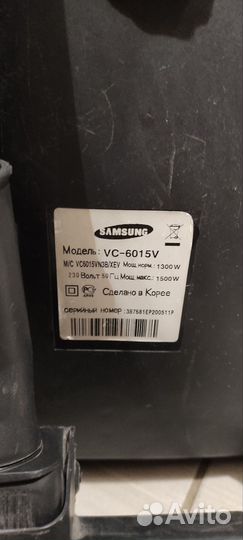 SAMSUNG
Модель: VC-6015V
M/C VC6015VN3B/XEV Мощ. норм.: 1300W
230 Вольт 50 Гц Мощ. макс.: 1500W
Сделано в Корее
СЕРИЙНЫЙ НОМЕР :387581EP200511P
Avito